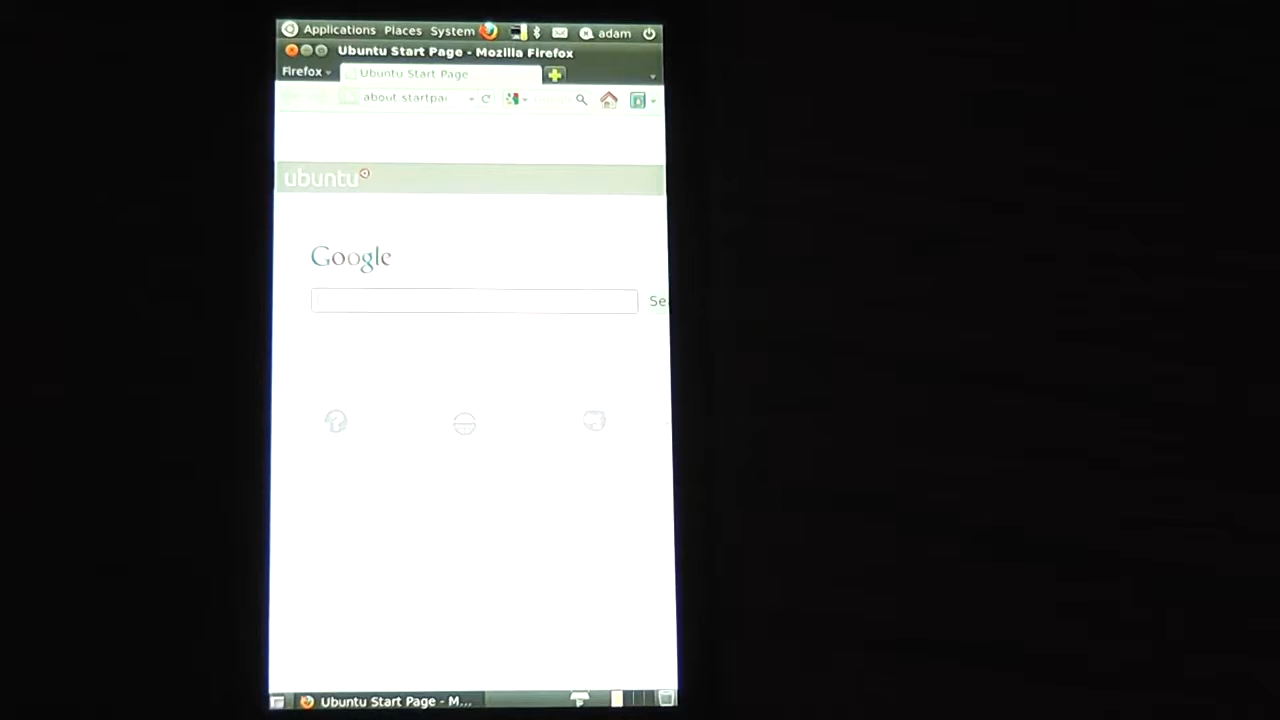 Applications Places System adam
Ubuntu Start Page - Mozilla Firefox
Firefox Ubuntu Start Page
about:startpa
ubuntu
Google
Se
Ubuntu Start Page - M...